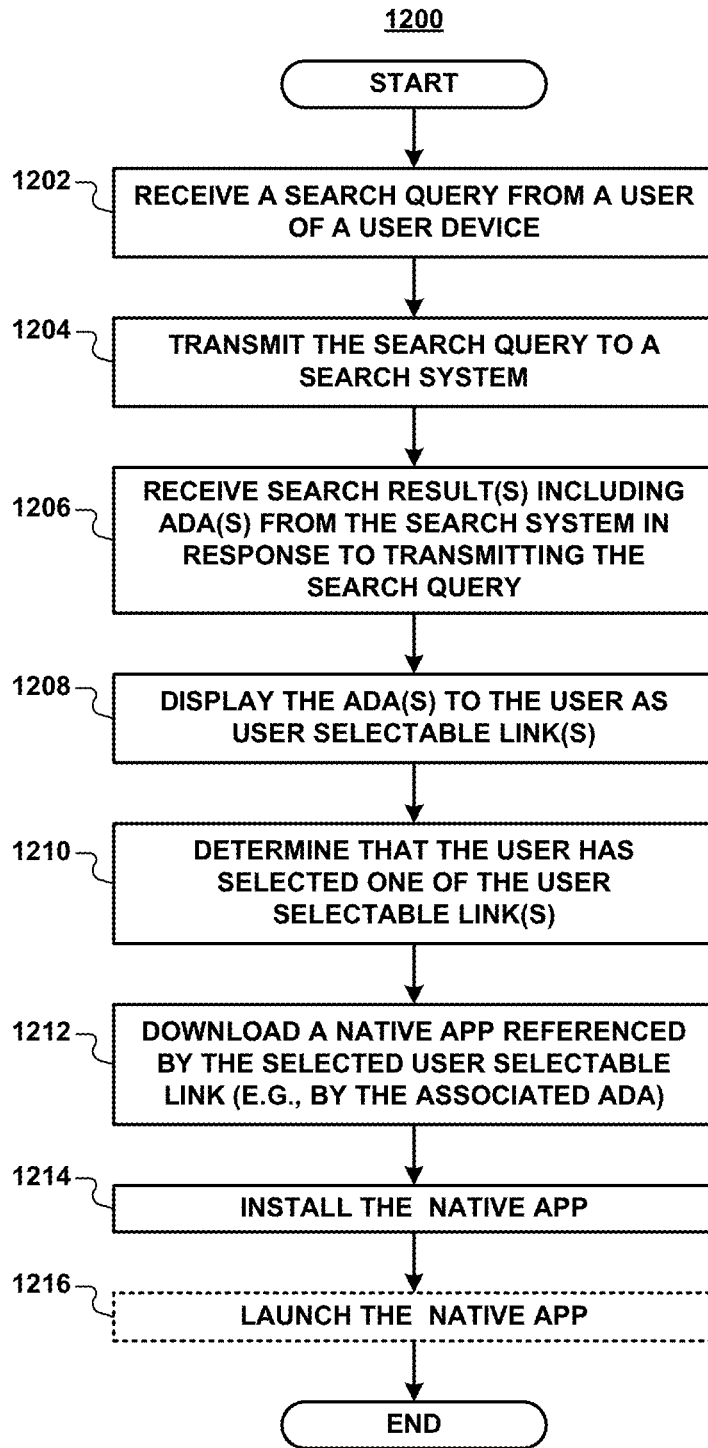 1200
START
1202
RECEIVE A SEARCH QUERY FROM A USER
OF A USER DEVICE
1204
TRANSMIT THE SEARCH QUERY TO A
SEARCH SYSTEM
1206
RECEIVE SEARCH RESULT(S) INCLUDING
ADA(S) FROM THE SEARCH SYSTEM IN
RESPONSE TO TRANSMITTING THE
SEARCH QUERY
1208
DISPLAY THE ADA(S) TO THE USER AS
USER SELECTABLE LINK(S)
1210
DETERMINE THAT THE USER HAS
SELECTED ONE OF THE USER
SELECTABLE LINK(S)
1212
DOWNLOAD A NATIVE APP REFERENCED
BY THE SELECTED USER SELECTABLE
LINK (E.G., BY THE ASSOCIATED ADA)
1214
INSTALL THE NATIVE APP
1216
LAUNCH THE NATIVE APP
END